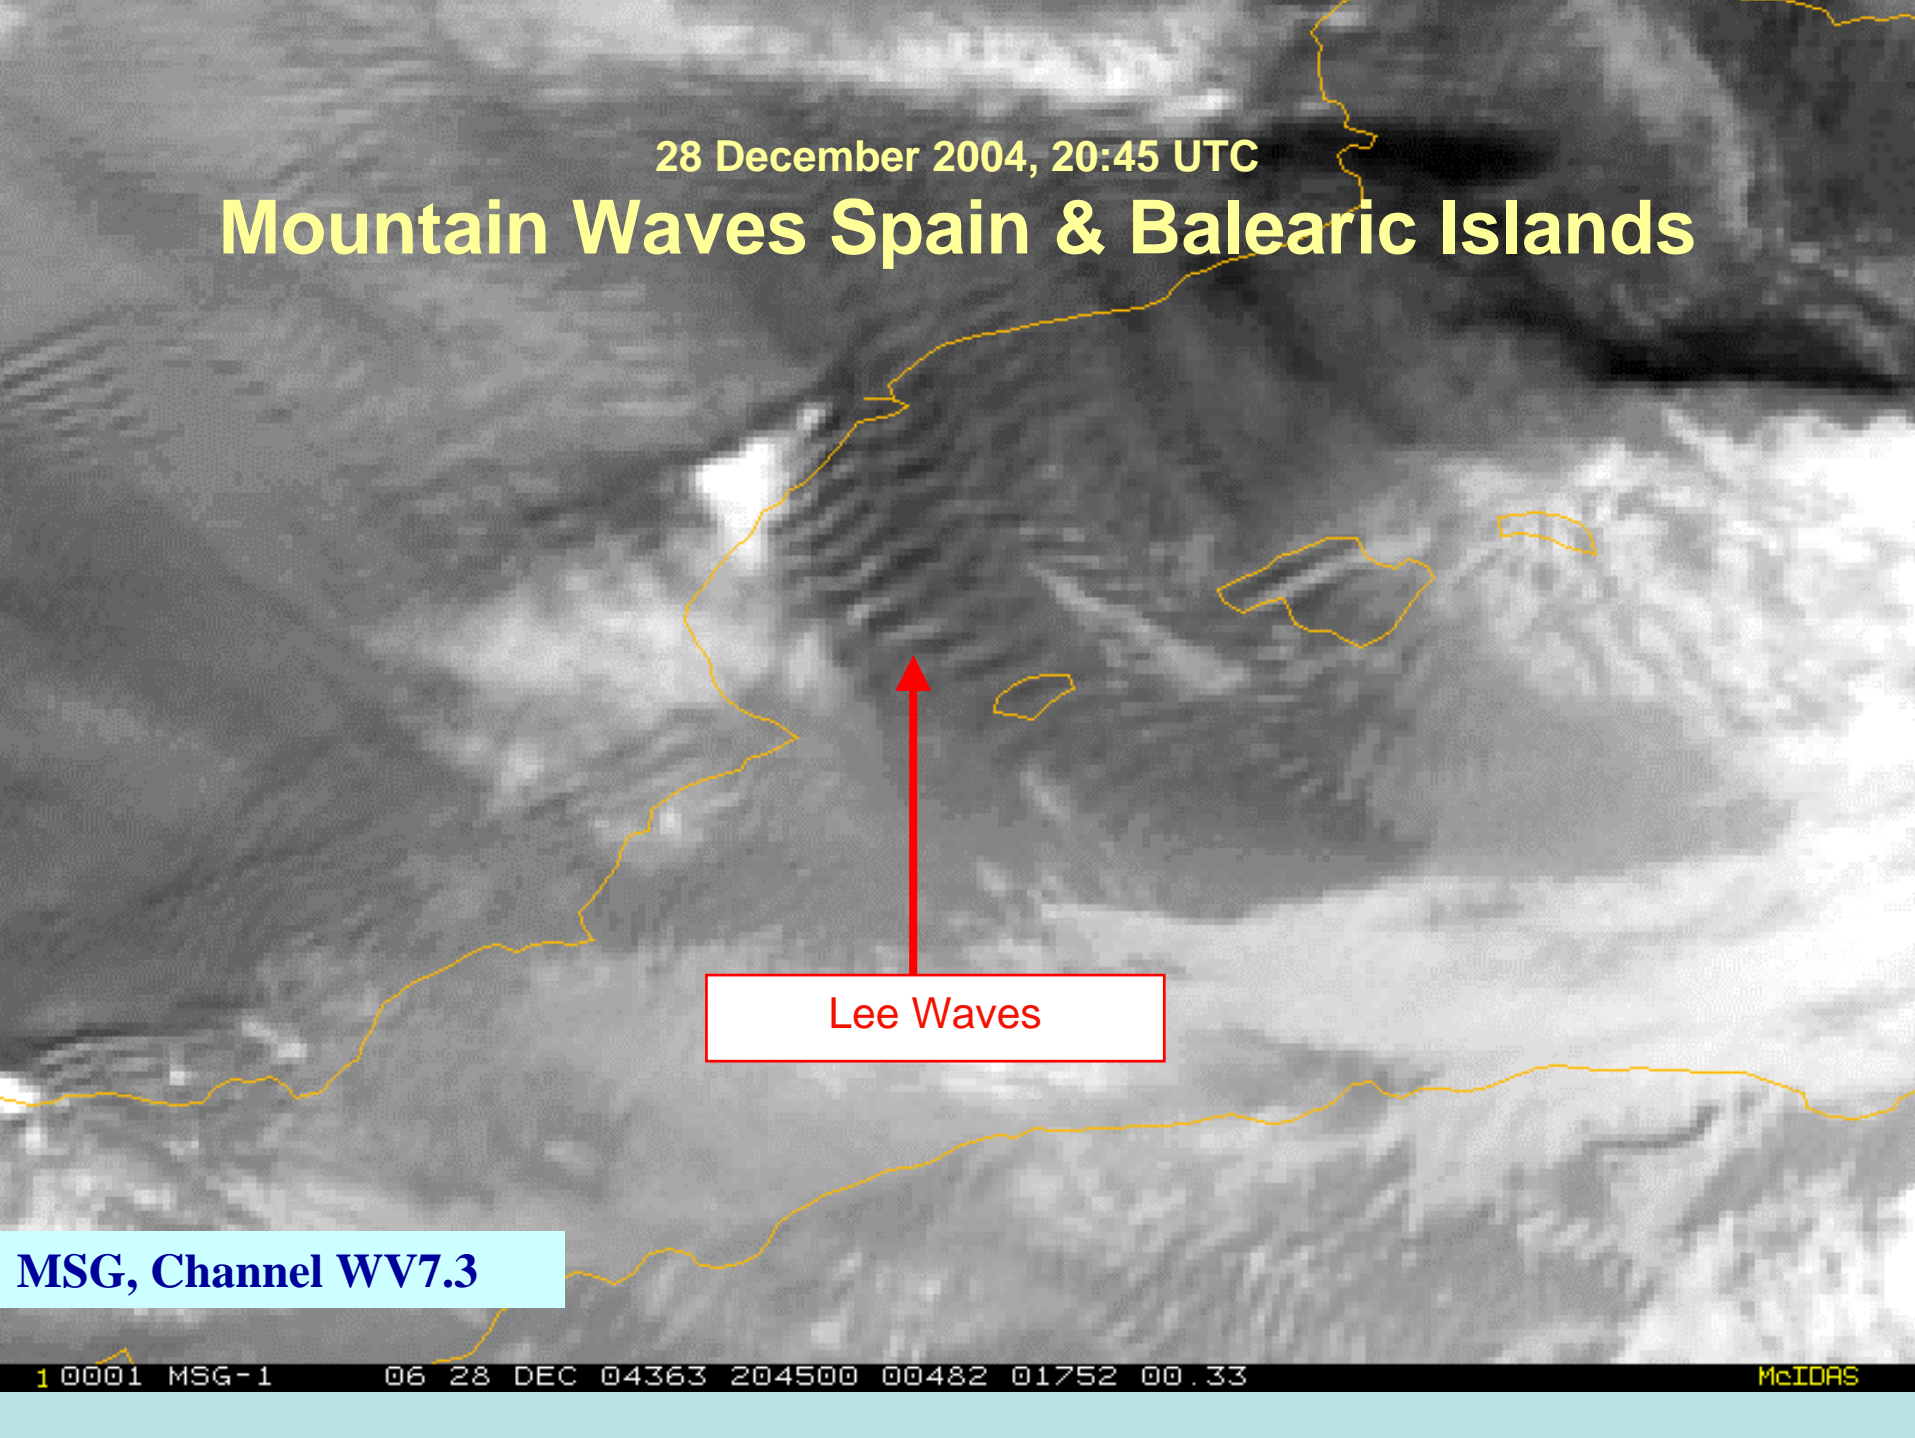 28 December 2004, 20:45 UTC
Mountain Waves Spain & Balearic Islands
Lee Waves
MSG, Channel WV7.3
1 0001 MSG-1 06 28 DEC 04363 204500 00482 01752 00.33 McIDAS